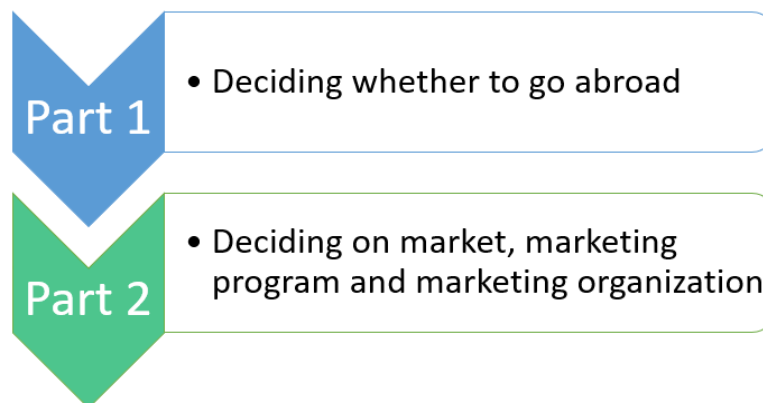 Part 1
• Deciding whether to go abroad
Part 2
• Deciding on market, marketing
program and marketing organization